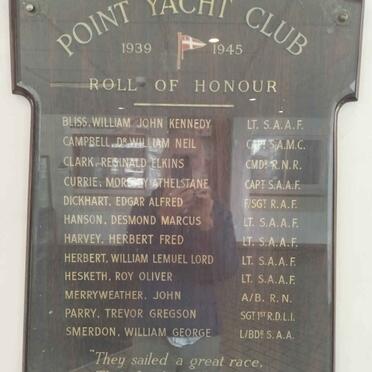 POINT YACHT CLUB
1939 1945
ROLL OF HONOUR
BLISS, WILLIAM JOHN KENNEDY LT. S.A.A.F.
CAMPBELL, DR WILLIAM NEIL CAPT S.A.M.C.
CLARK, REGINALD ELKINS CMDR R.N.R.
CURRIE, MORSBY ATHELSTANE CAPT S.A.A.F.
DICKHART, EDGAR ALFRED F/SGT R.A.F.
HANSON, DESMOND MARCUS LT. S.A.A.F.
HARVEY, HERBERT FRED LT. S.A.A.F.
HERBERT, WILLIAM LEMUEL LORD LT. S.A.A.F.
HESKETH, ROY OLIVER LT. S.A.A.F.
MERRYWEATHER, JOHN A/B. R.N.
PARRY, TREVOR GREGSON SGT 1ST R.D.L.I.
SMERDON, WILLIAM GEORGE L/BDR S.A.A.
"They sailed a great race,